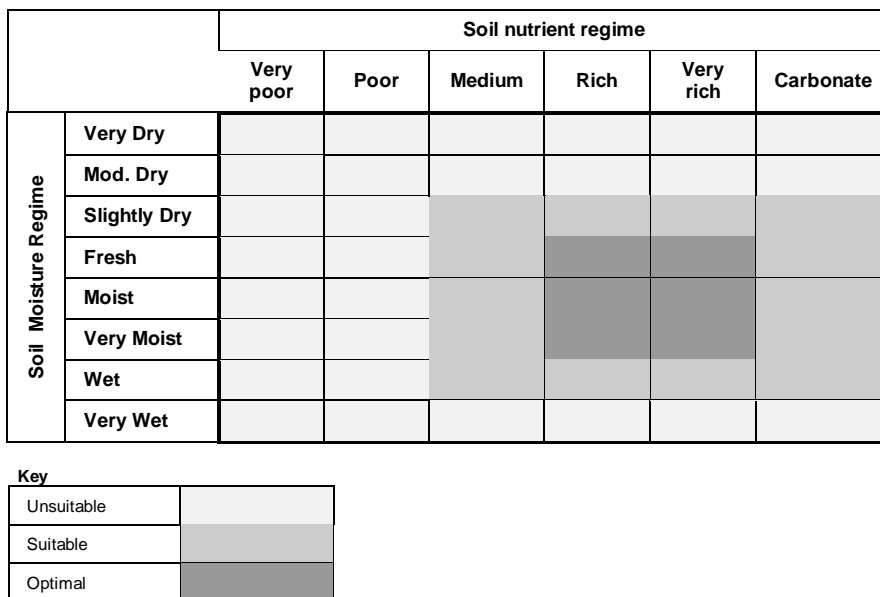 Soil nutrient regime
Very
poor
Poor
Medium
Rich
Very
rich
Carbonate
Soil Moisture Regime
Very Dry
Mod. Dry
Slightly Dry
Fresh
Moist
Very Moist
Wet
Very Wet
Key
Unsuitable
Suitable
Optimal